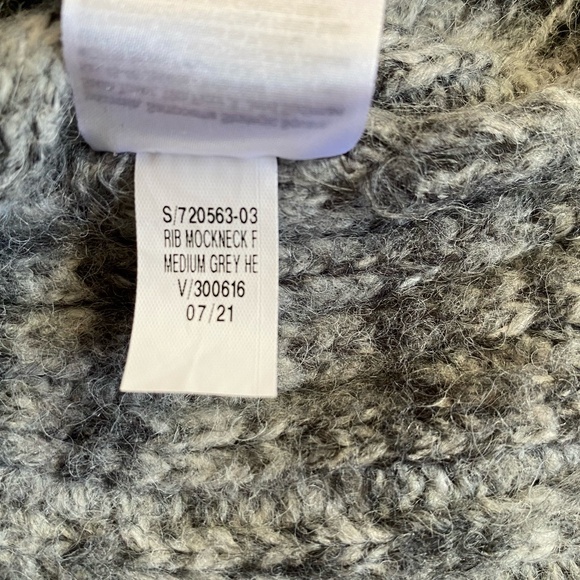 S/720563-03
RIB MOCKNECK F
MEDIUM GREY HE
V/300616
07/21